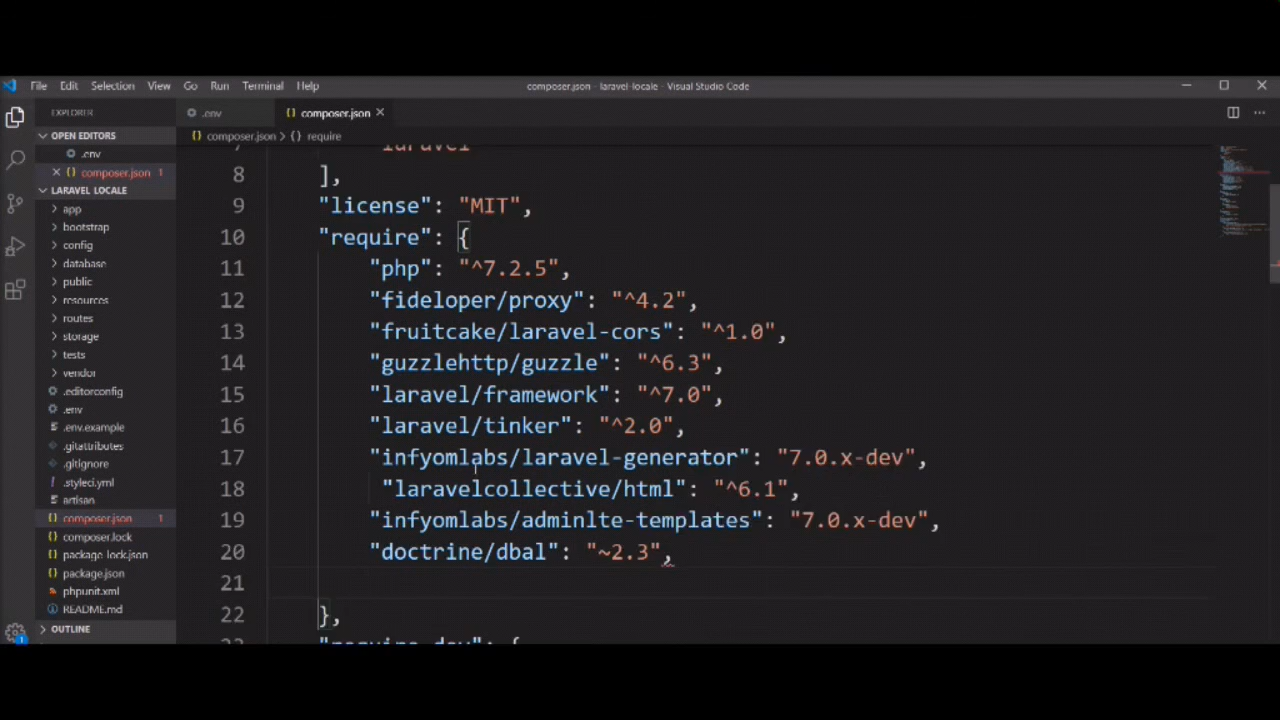 File Edit Selection View Go Run Terminal Help
composer.json - laravel-locale - Visual Studio Code
EXPLORER
.env
composer.json
OPEN EDITORS
.env
composer.json 1
LARAVEL LOCALE
app
bootstrap
config
database
public
resources
routes
storage
tests
vendor
.editorconfig
.env
.env.example
.gitattributes
.gitignore
.styleci.yml
artisan
composer.json 1
composer.lock
package-lock.json
package.json
phpunit.xml
README.md
OUTLINE
1
{} composer.json > {} require
7 laravel
8 ],
9 "license": "MIT",
10 "require": {
11 "php": "^7.2.5",
12 "fideloper/proxy": "^4.2",
13 "fruitcake/laravel-cors": "^1.0",
14 "guzzlehttp/guzzle": "^6.3",
15 "laravel/framework": "^7.0",
16 "laravel/tinker": "^2.0",
17 "infyomlabs/laravel-generator": "7.0.x-dev",
18 "laravelcollective/html": "^6.1",
19 "infyomlabs/adminlte-templates": "7.0.x-dev",
20 "doctrine/dbal": "~2.3",
21
22 },
23 "require-dev": {